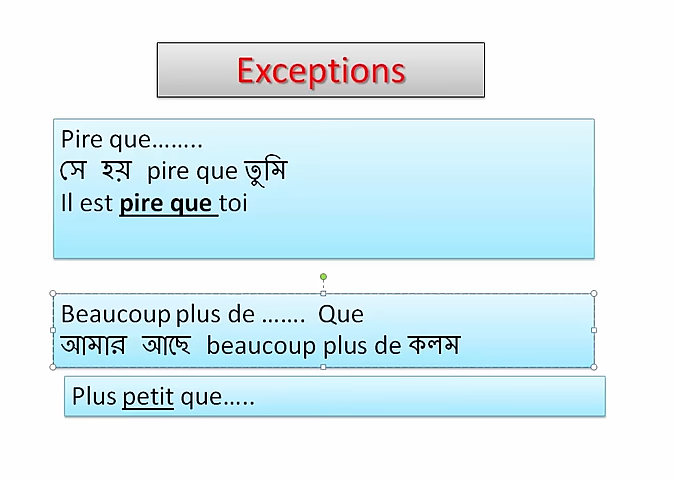 Exceptions
Pire que……..
সে হয় pire que তুমি
Il est pire que toi
Beaucoup plus de ……. Que
আমার আছে beaucoup plus de কলম
Plus petit que…..